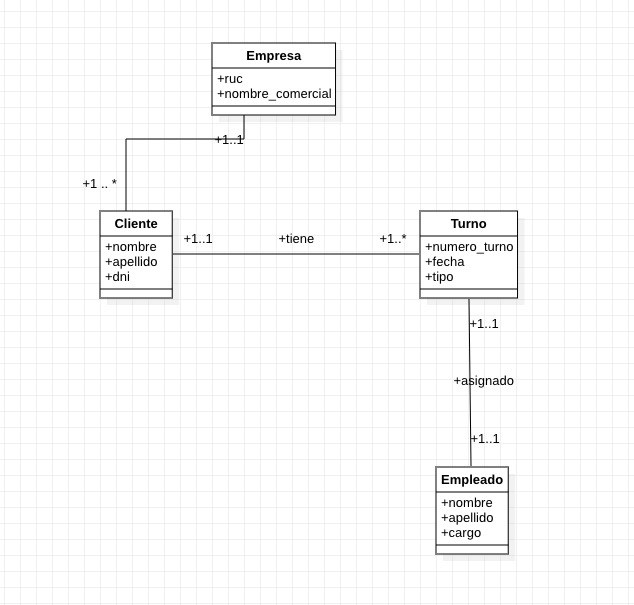 Empresa
+ruc
+nombre_comercial
+1..1
+1 .. *
Cliente
+nombre
+apellido
+dni
+1..1
+tiene
+1..*
Turno
+numero_turno
+fecha
+tipo
+1..1
+asignado
+1..1
Empleado
+nombre
+apellido
+cargo